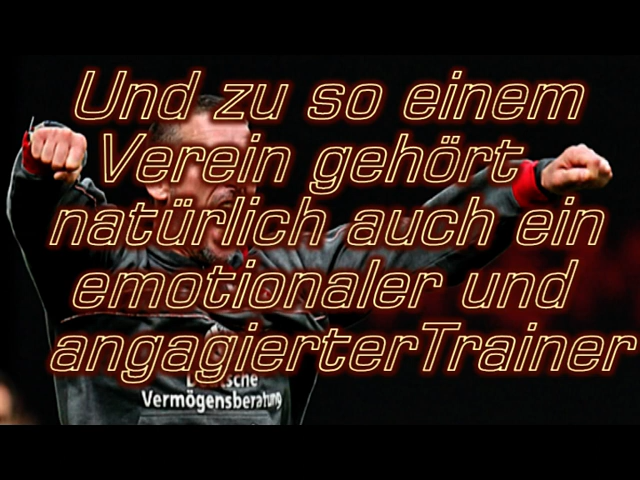 Und zu so einem
Verein gehört
natürlich auch ein
emotionaler und
angagierterTrainer
Deutsche
Vermögensberatung